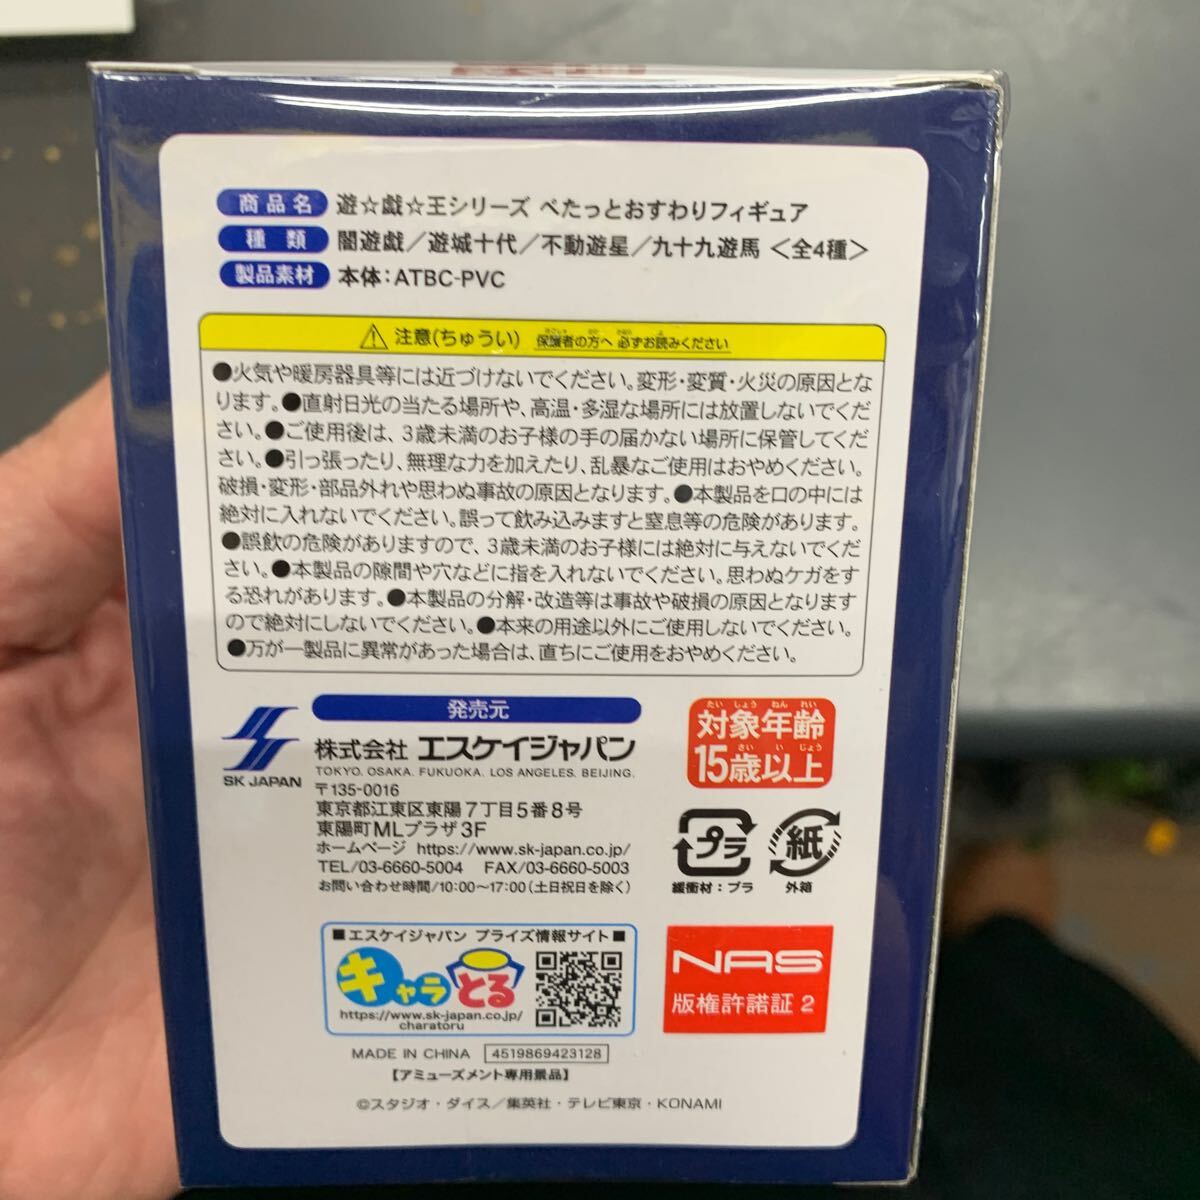 商品名 遊☆戯☆王シリーズ ぺたっとおすわりフィギュア
種類 闇遊戯／遊城十代／不動遊星／九十九遊馬 ＜全4種＞
製品素材 本体：ATBC-PVC
⚠ 注意(ちゅうい) 保護者の方へ 必ずお読みください
●火気や暖房器具等には近づけないでください。変形・変質・火災の原因とな
ります。●直射日光の当たる場所や、高温・多湿な場所には放置しないでくだ
さい。●ご使用後は、3歳未満のお子様の手の届かない場所に保管してくだ
さい。●引っ張ったり、無理な力を加えたり、乱暴なご使用はおやめください。
破損・変形・部品外れや思わぬ事故の原因となります。●本製品を口の中には
絶対に入れないでください。誤って飲み込みますと窒息等の危険があります。
●誤飲の危険がありますので、3歳未満のお子様には絶対に与えないでくだ
さい。●本製品の隙間や穴などに指を入れないでください。思わぬケガをす
る恐れがあります。●本製品の分解・改造等は事故や破損の原因となります
ので絶対にしないでください。●本来の用途以外にご使用しないでください。
●万が一製品に異常があった場合は、直ちにご使用をおやめください。
発売元
SK JAPAN
株式会社 エスケイジャパン
TOKYO. OSAKA. FUKUOKA. LOS ANGELES. BEIJING.
〒135-0016
東京都江東区東陽7丁目5番8号
東陽町MLプラザ3F
ホームページ https://www.sk-japan.co.jp/
TEL/03-6660-5004 FAX/03-6660-5003
お問い合わせ時間/10:00〜17:00(土日祝日を除く)
たいしょうねんれい
対象年齢
さいいじょう
15歳以上
プラ
緩衝材：プラ
紙
外箱
■エスケイジャパン プライズ情報サイト■
キャラとる
https://www.sk-japan.co.jp/
charatoru
NAS
版権許諾証 2
MADE IN CHINA 4519869423128
【アミューズメント専用景品】
©スタジオ・ダイス／集英社・テレビ東京・KONAMI